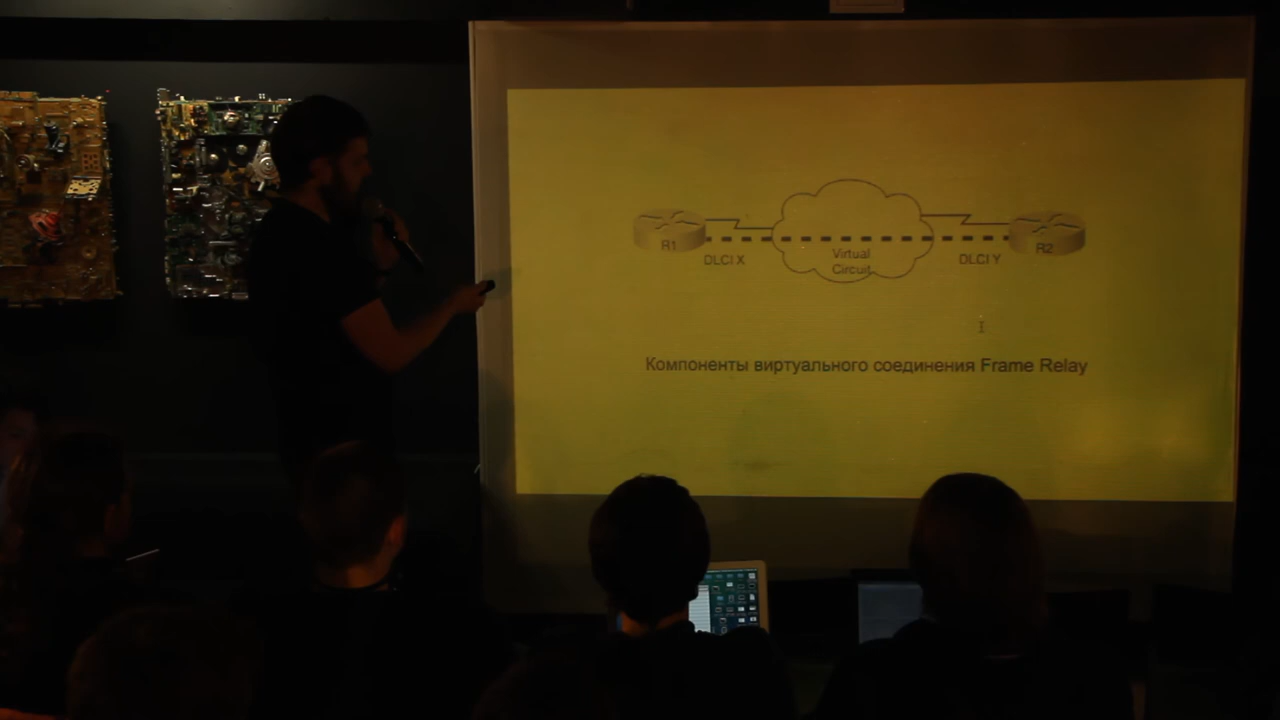 R1
R2
DLCI X
Virtual
Circuit
DLCI Y
Компоненты виртуального соединения Frame Relay